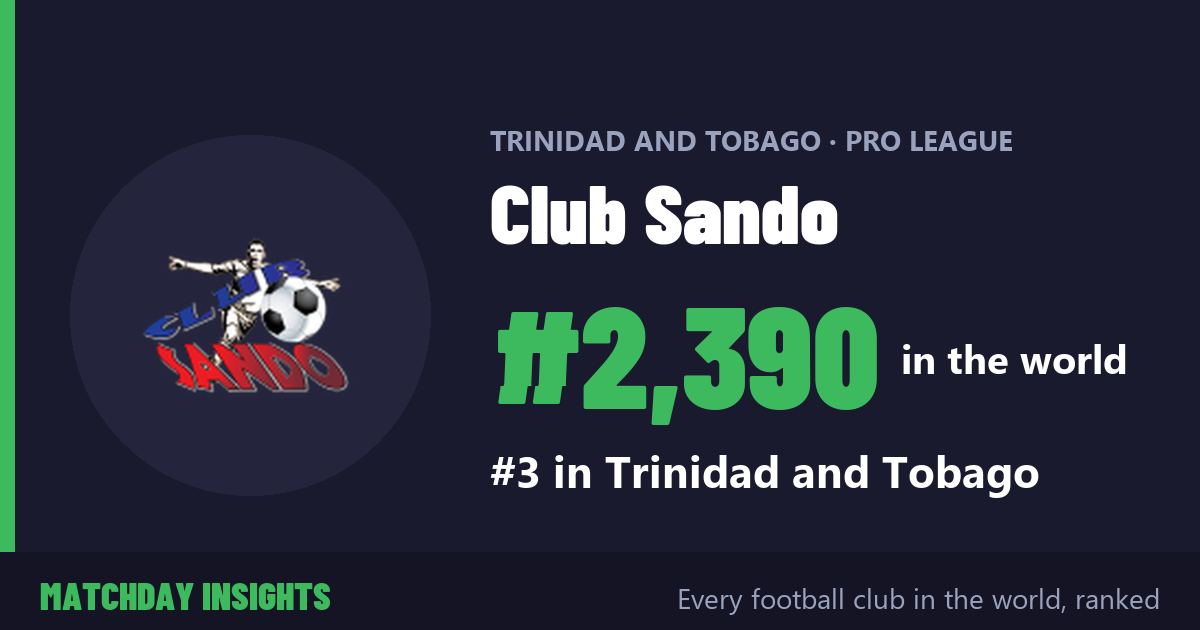 TRINIDAD AND TOBAGO · PRO LEAGUE
Club Sando
CLUB
SANDO
#2,390 in the world
#3 in Trinidad and Tobago
MATCHDAY INSIGHTS
Every football club in the world, ranked